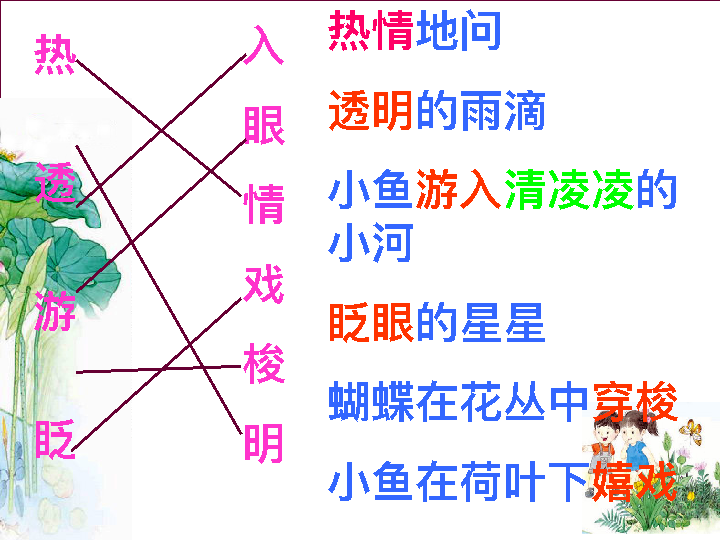 热
透
游
眨
入
眼
情
戏
梭
明
热情地问
透明的雨滴
小鱼游入清凌凌的
小河
眨眼的星星
蝴蝶在花丛中穿梭
小鱼在荷叶下嬉戏